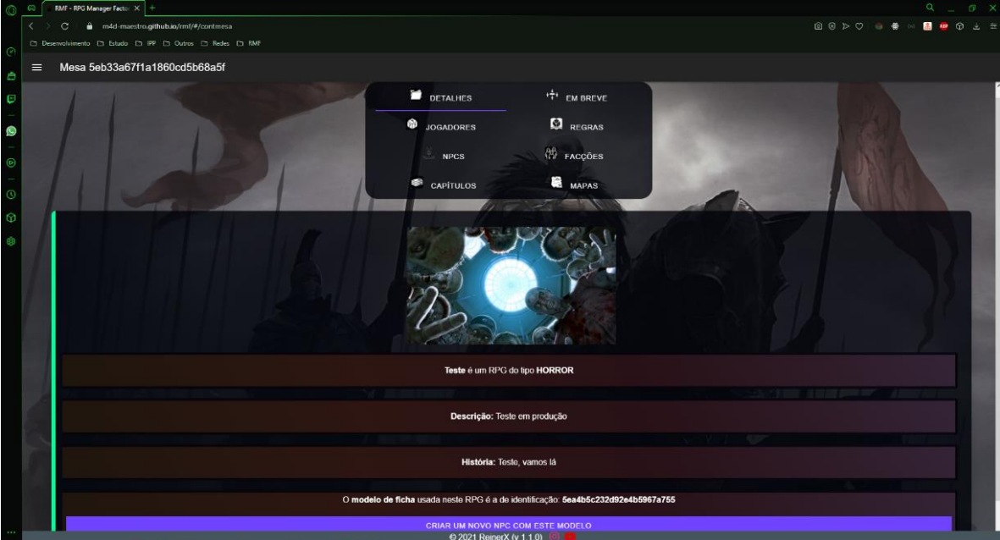 RMF - RPG Manager Factor
m4d-maestro.github.io/rmf/#/contmesa
Desenvolvimento Estudo IPP Outros Redes RMF
Mesa 5eb33a67f1a1860cd5b68a5f
DETALHES EM BREVE
JOGADORES REGRAS
NPCS FACÇÕES
CAPÍTULOS MAPAS
Teste é um RPG do tipo HORROR
Descrição: Teste em produção
História: Teste, vamos lá
O modelo de ficha usada neste RPG é a de identificação: 5ea4b5c232d92e4b5967a755
CRIAR UM NOVO NPC COM ESTE MODELO
© 2021 ReinerX (v 1.1.0)